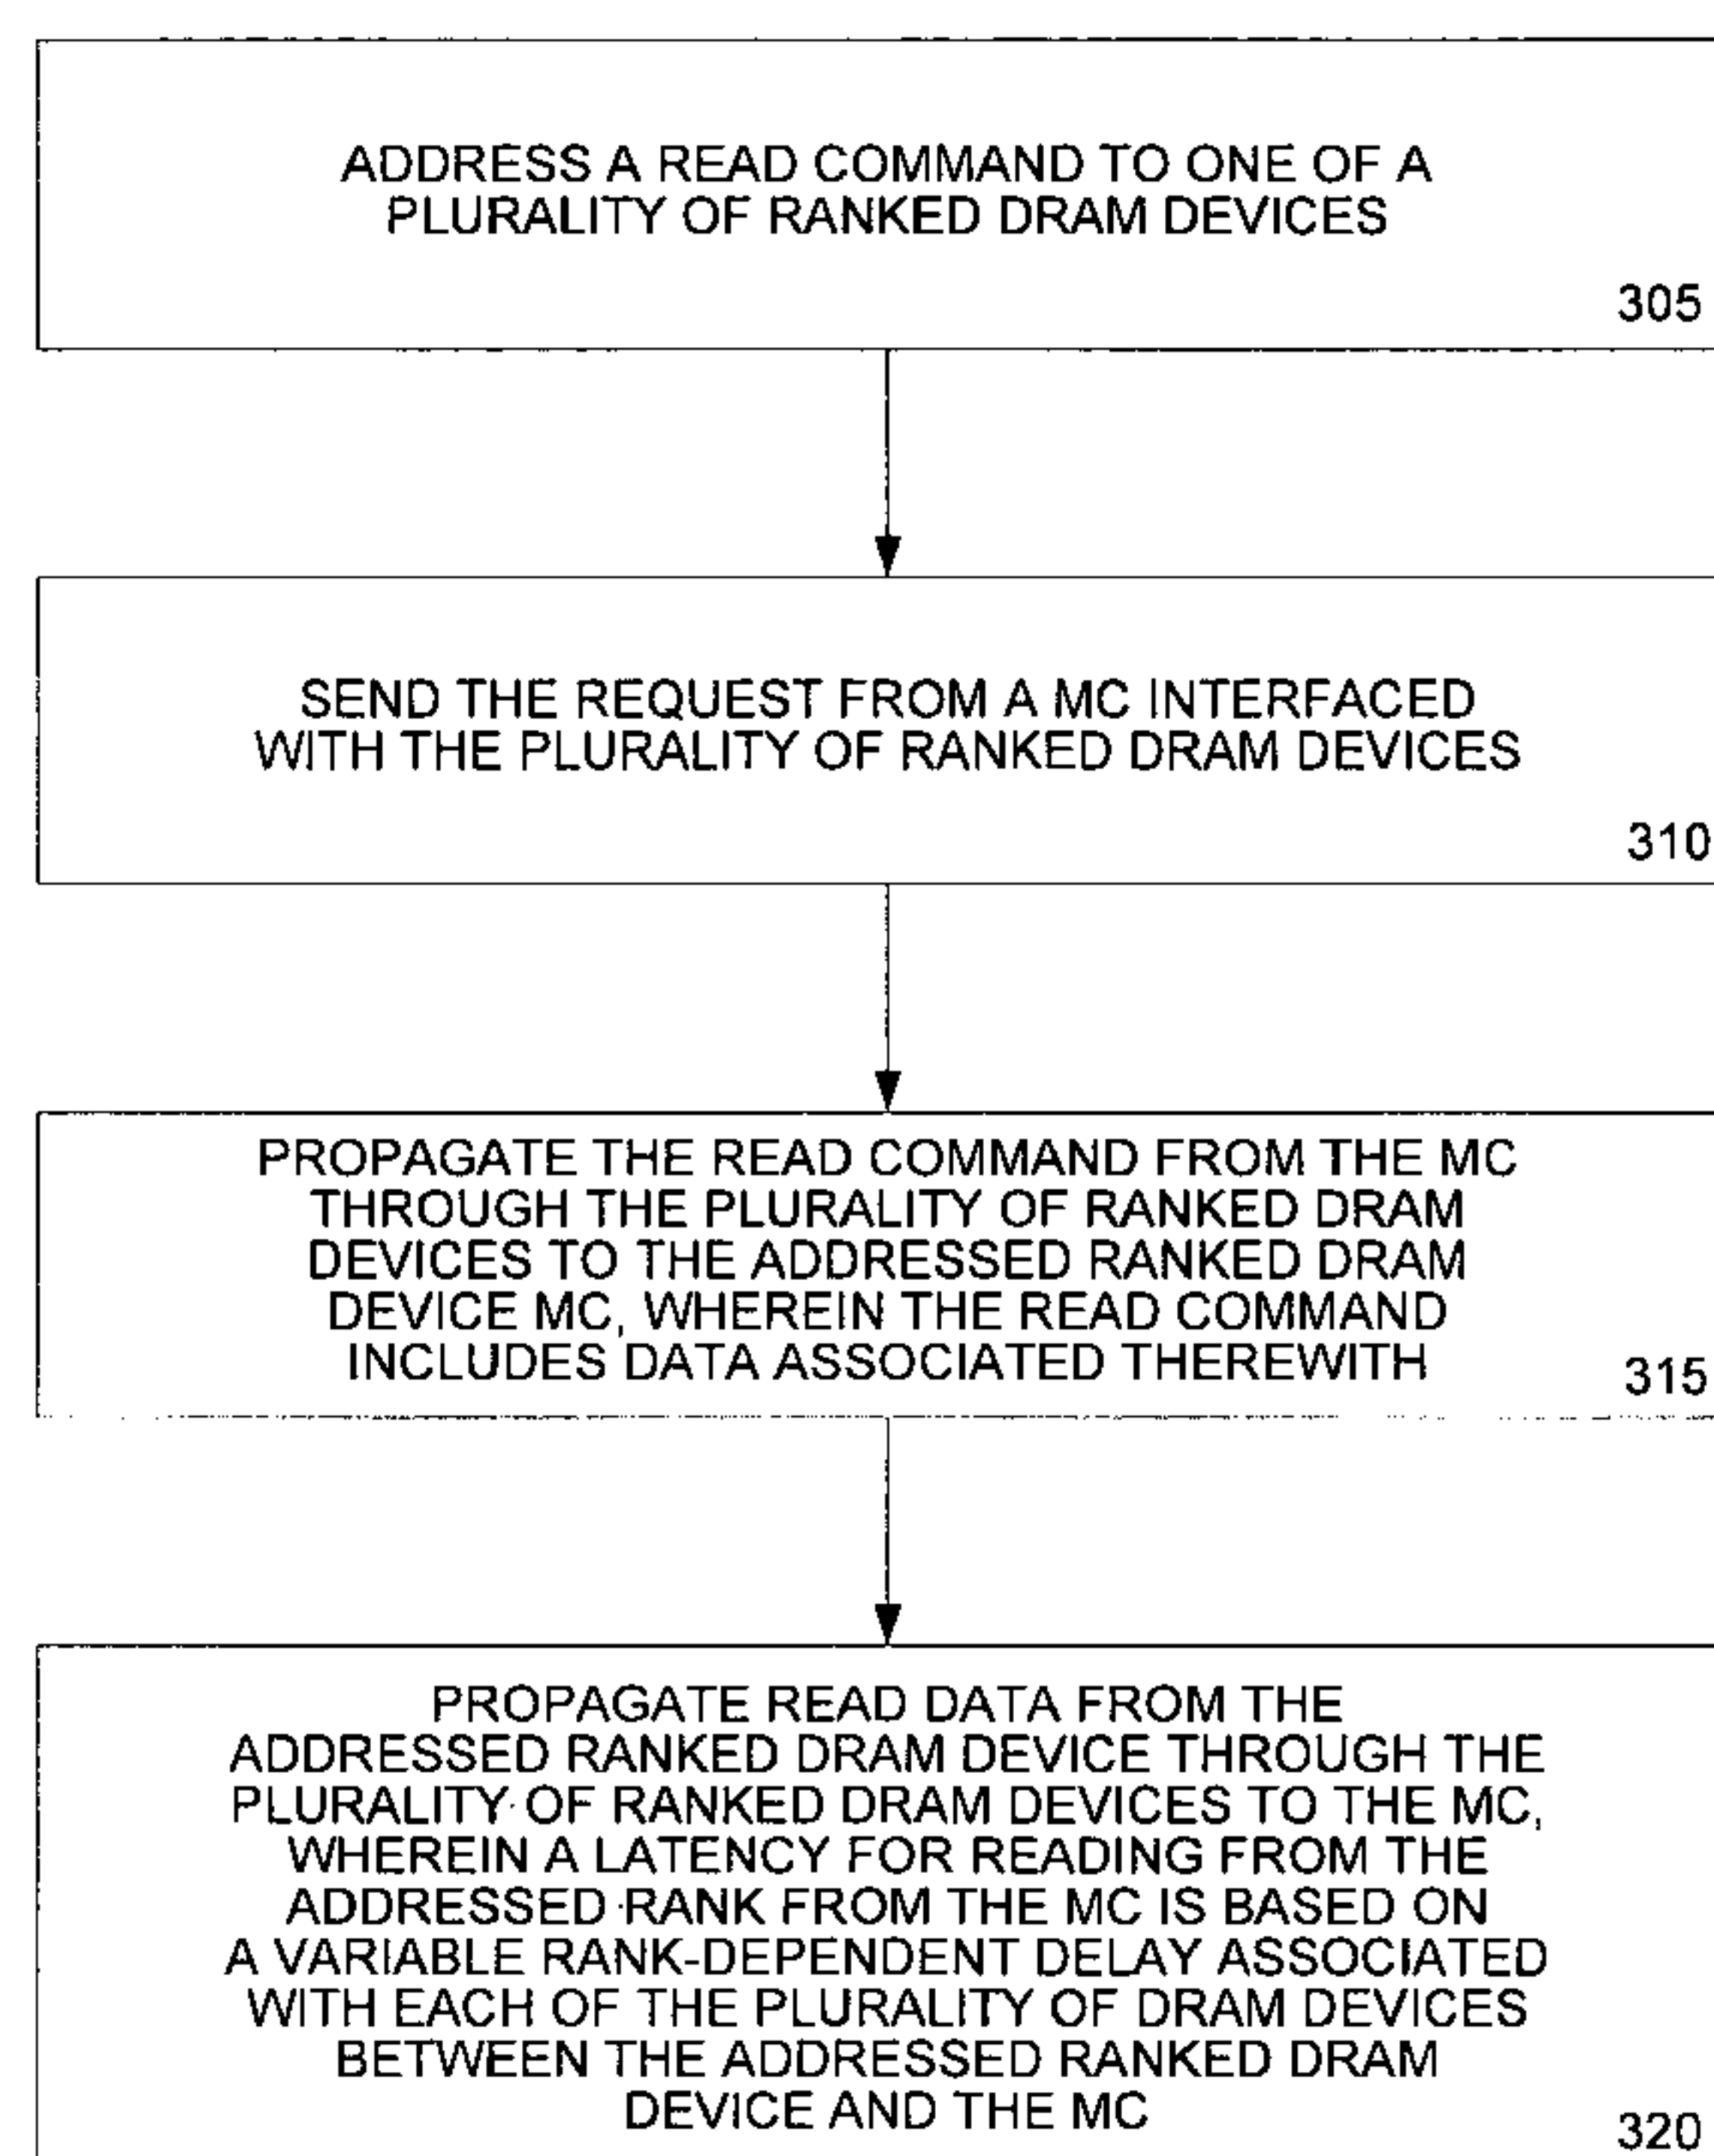 ADDRESS A READ COMMAND TO ONE OF A
PLURALITY OF RANKED DRAM DEVICES
305
SEND THE REQUEST FROM A MC INTERFACED
WITH THE PLURALITY OF RANKED DRAM DEVICES
310
PROPAGATE THE READ COMMAND FROM THE MC
THROUGH THE PLURALITY OF RANKED DRAM
DEVICES TO THE ADDRESSED RANKED DRAM
DEVICE MC, WHEREIN THE READ COMMAND
INCLUDES DATA ASSOCIATED THEREWITH
315
PROPAGATE READ DATA FROM THE
ADDRESSED RANKED DRAM DEVICE THROUGH THE
PLURALITY OF RANKED DRAM DEVICES TO THE MC,
WHEREIN A LATENCY FOR READING FROM THE
ADDRESSED RANK FROM THE MC IS BASED ON
A VARIABLE RANK-DEPENDENT DELAY ASSOCIATED
WITH EACH OF THE PLURALITY OF DRAM DEVICES
BETWEEN THE ADDRESSED RANKED DRAM
DEVICE AND THE MC
320